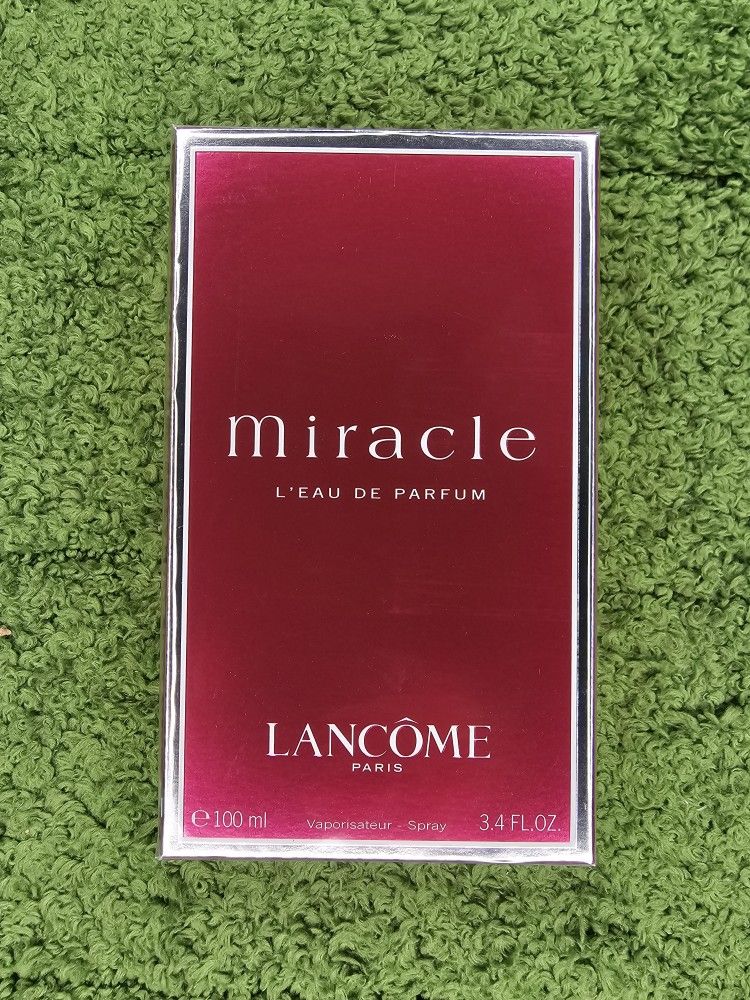 miracle
L'EAU DE PARFUM
LANCÔME
PARIS
℮100 ml Vaporisateur - Spray 3.4 FL.OZ.